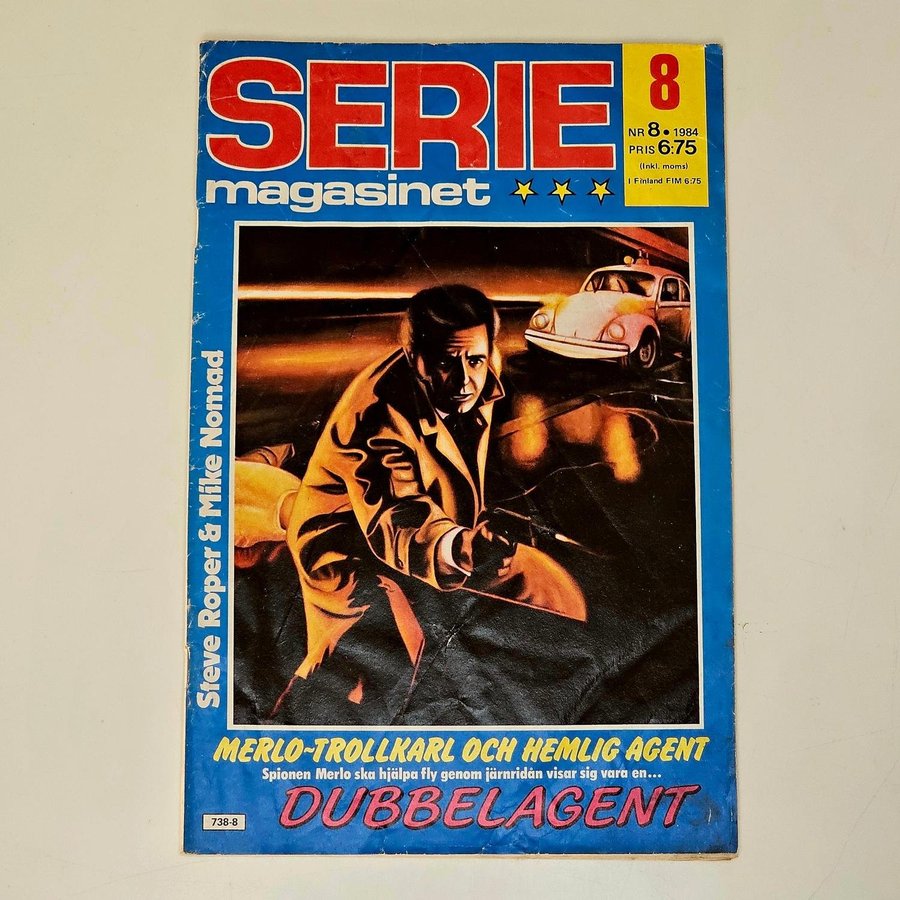 SERIE
magasinet
8
NR 8 • 1984
PRIS 6:75
(Inkl. moms)
I Finland FIM 6:75
Steve Roper & Mike Nomad
MERLO-TROLLKARL OCH HEMLIG AGENT
Spionen Merlo ska hjälpa fly genom järnridån visar sig vara en...
DUBBELAGENT
738-8